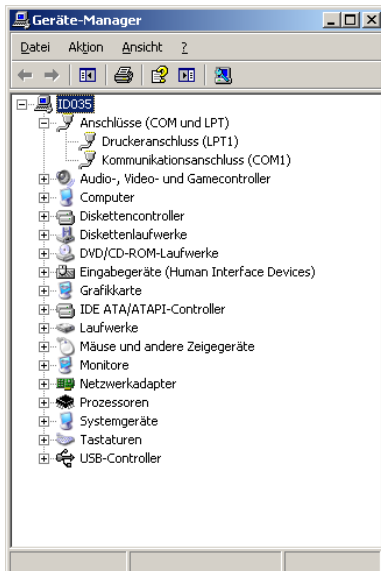 Geräte-Manager
Datei Aktion Ansicht ?
ID035
Anschlüsse (COM und LPT)
Druckeranschluss (LPT1)
Kommunikationsanschluss (COM1)
Audio-, Video- und Gamecontroller
Computer
Diskettencontroller
Diskettenlaufwerke
DVD/CD-ROM-Laufwerke
Eingabegeräte (Human Interface Devices)
Grafikkarte
IDE ATA/ATAPI-Controller
Laufwerke
Mäuse und andere Zeigegeräte
Monitore
Netzwerkadapter
Prozessoren
Systemgeräte
Tastaturen
USB-Controller